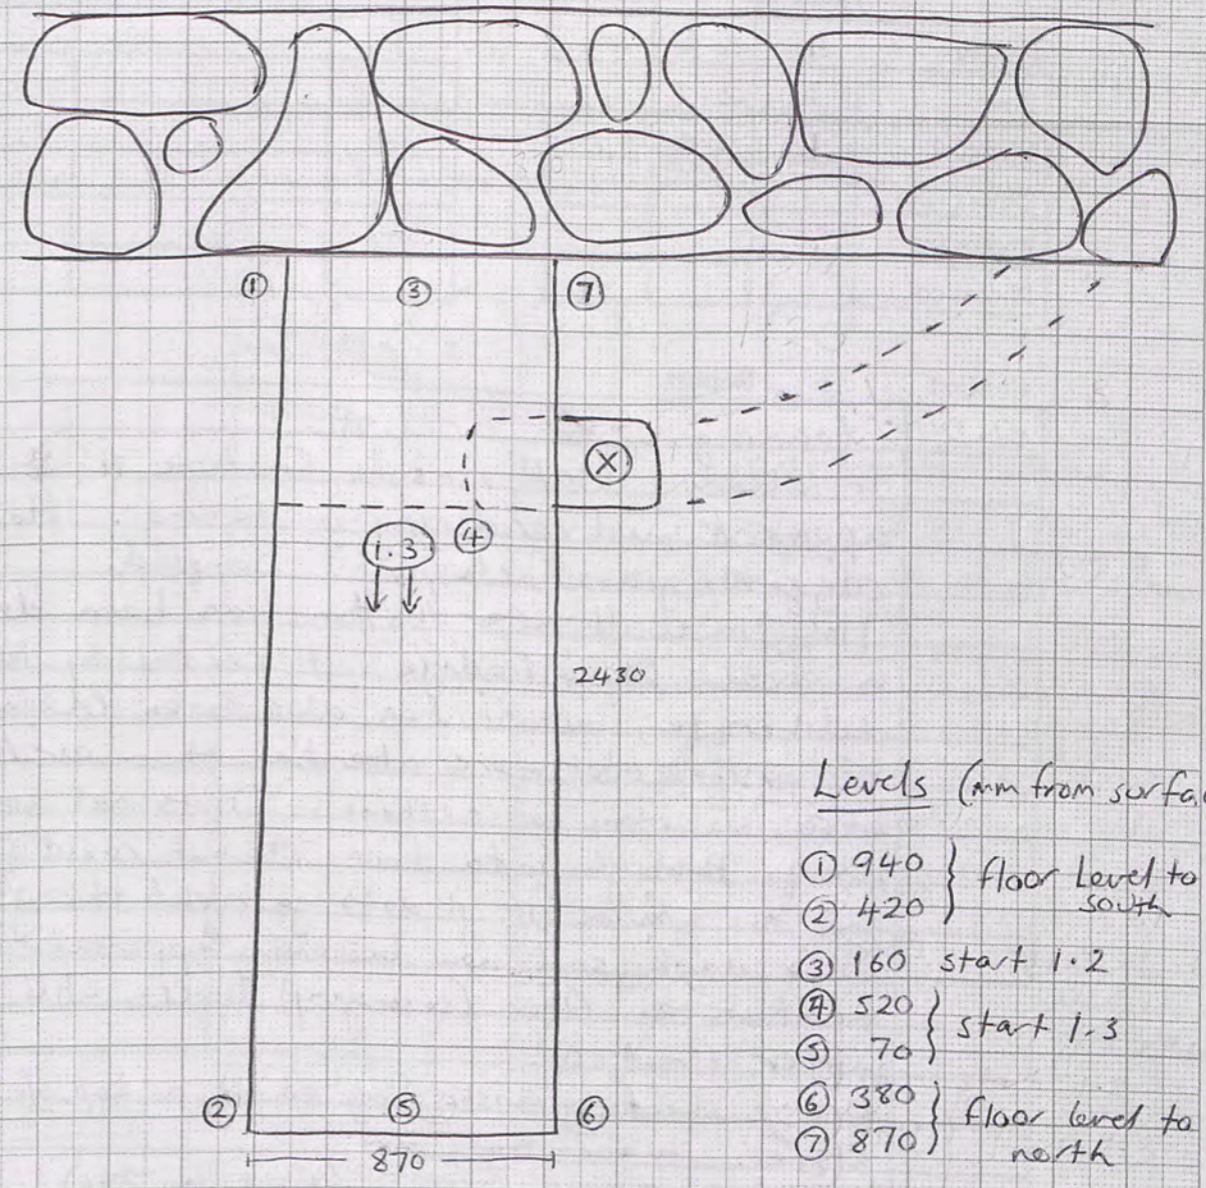 ① ③ ⑦
Ⓧ
1.3 ④
2430
Levels (mm from surfa
① 940 } floor Level to
② 420 south
③ 160 start 1.2
④ 520 } start 1.3
⑤ 70
⑥ 380 } floor level to
⑦ 870 north
② ⑤ ⑥
870